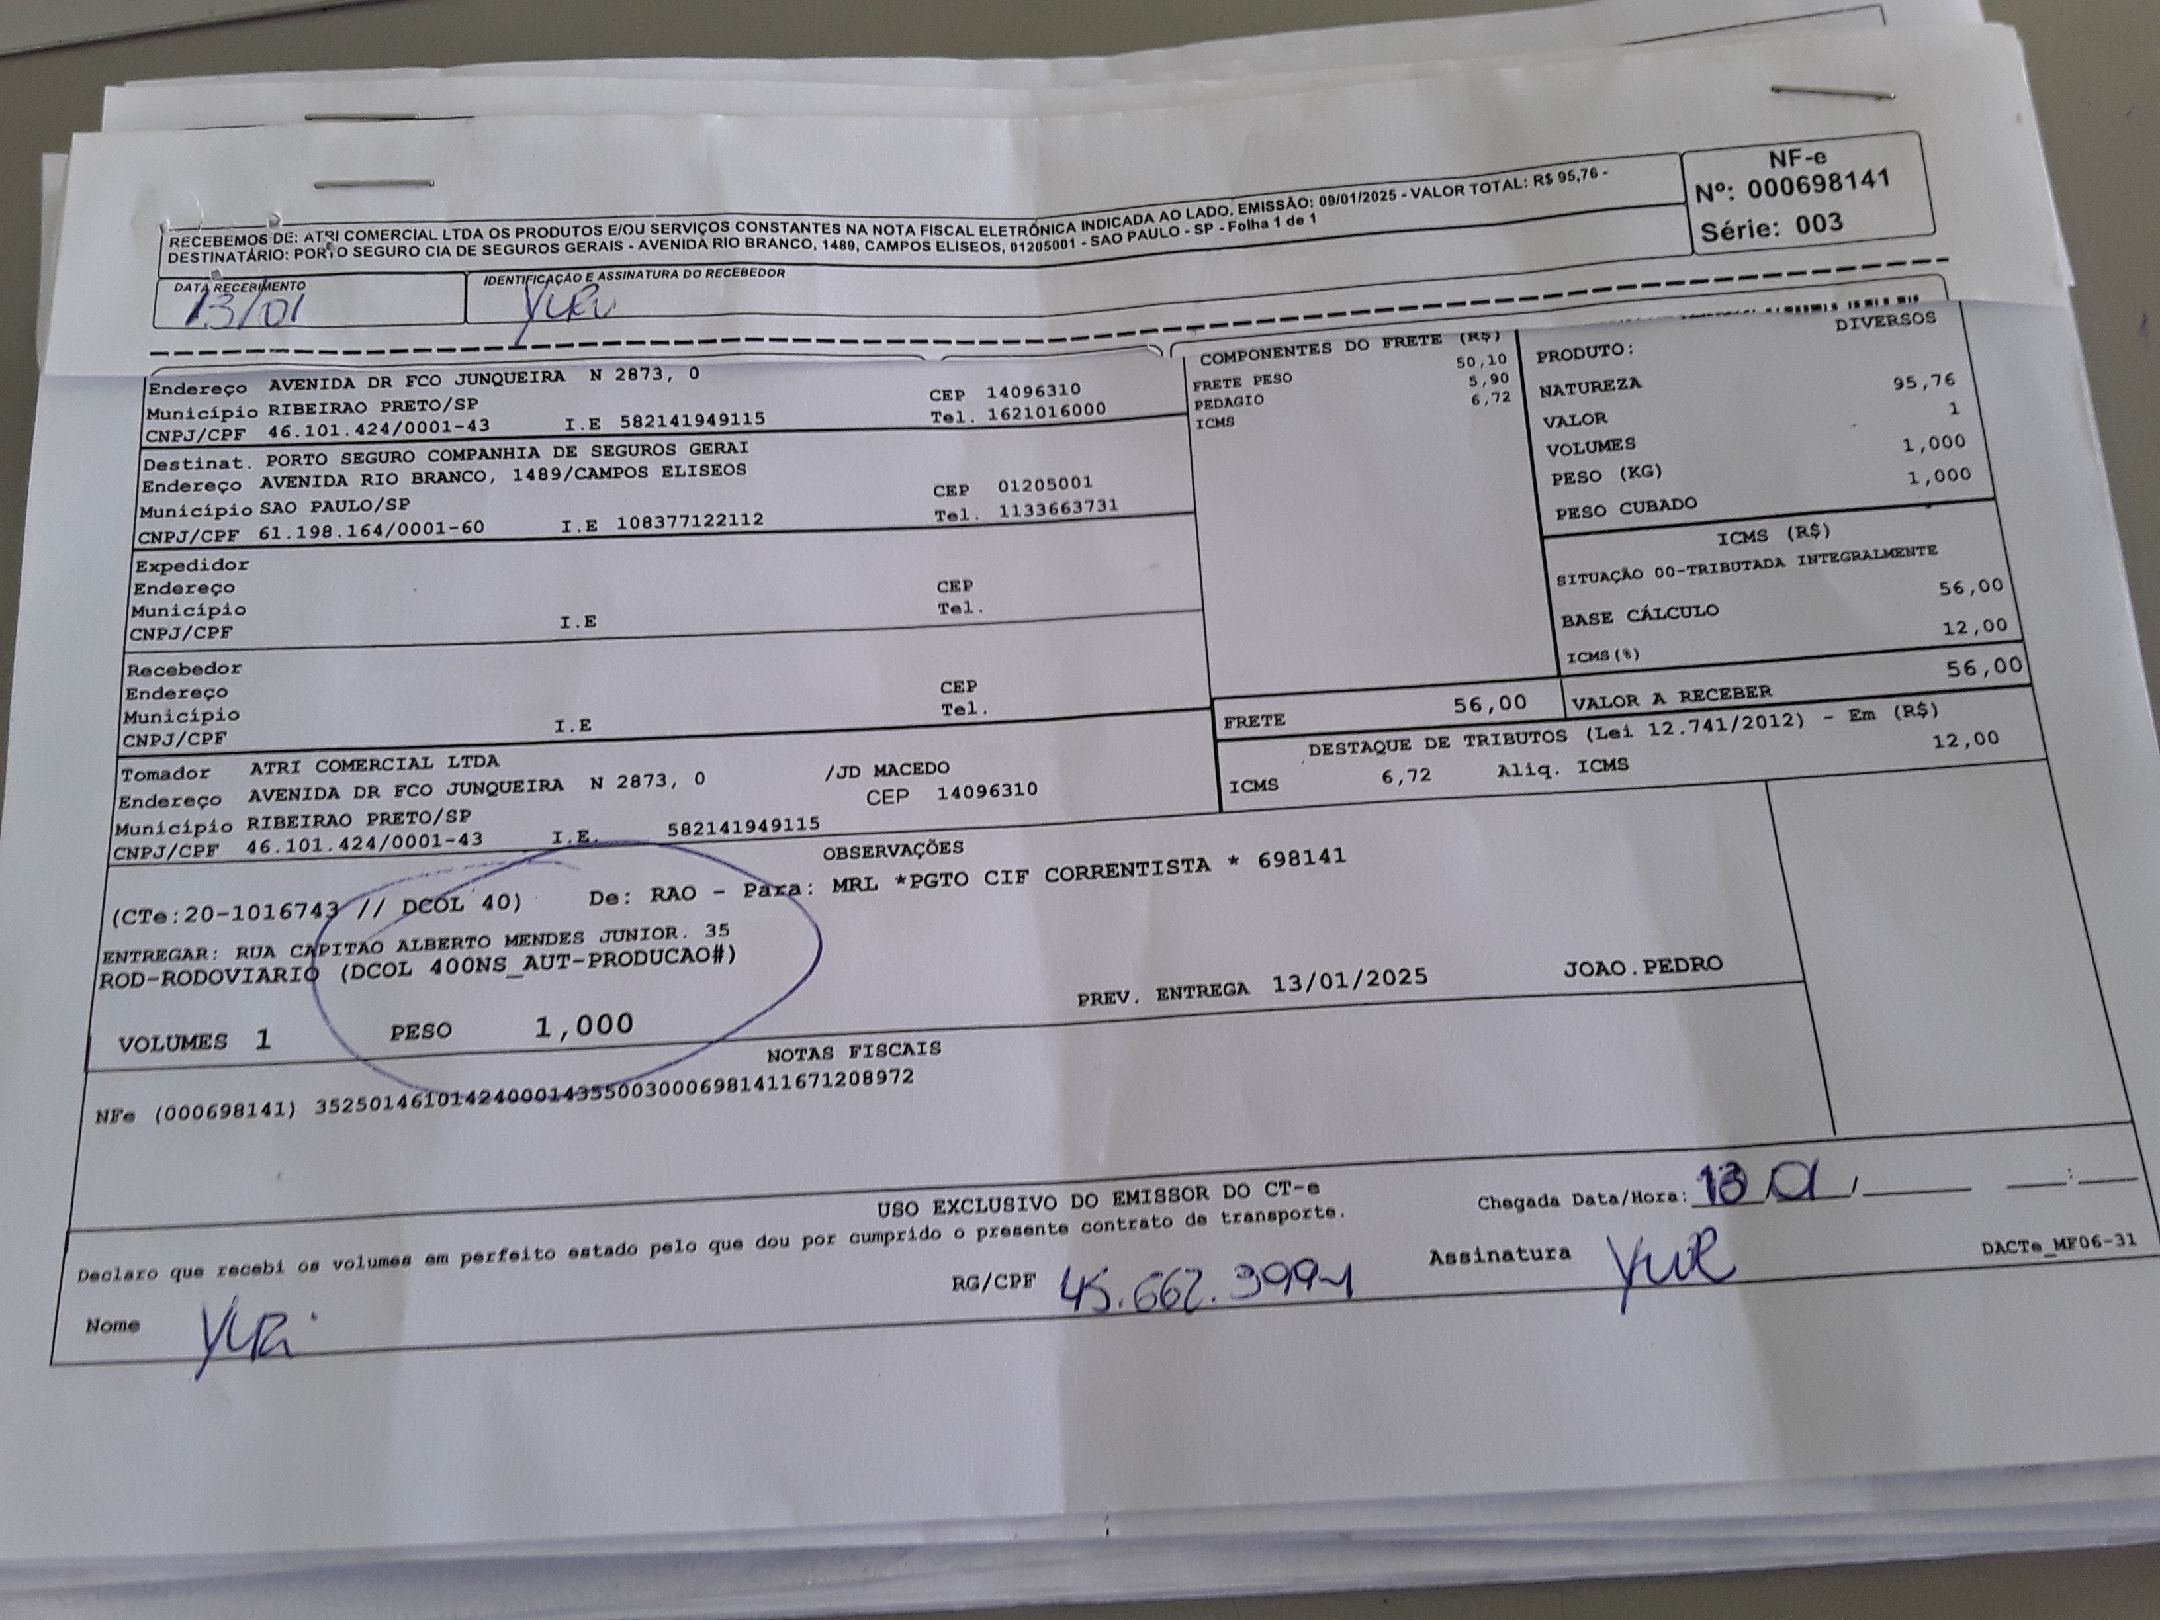 NF-e
Nº: 000698141
Série: 003
RECEBEMOS DE: ATRI COMERCIAL LTDA OS PRODUTOS E/OU SERVIÇOS CONSTANTES NA NOTA FISCAL ELETRÔNICA INDICADA AO LADO. EMISSÃO: 09/01/2025 - VALOR TOTAL: R$ 95,76 -
DESTINATÁRIO: PORTO SEGURO CIA DE SEGUROS GERAIS - AVENIDA RIO BRANCO, 1489, CAMPOS ELISEOS, 01205001 - SAO PAULO - SP - Folha 1 de 1
DATA RECEBIMENTO
13/01
IDENTIFICAÇÃO E ASSINATURA DO RECEBEDOR
Yuri
Endereço AVENIDA DR FCO JUNQUEIRA N 2873, 0
Município RIBEIRAO PRETO/SP CEP 14096310
CNPJ/CPF 46.101.424/0001-43 I.E 582141949115 Tel. 1621016000
Destinat. PORTO SEGURO COMPANHIA DE SEGUROS GERAI
Endereço AVENIDA RIO BRANCO, 1489/CAMPOS ELISEOS
Município SAO PAULO/SP CEP 01205001
CNPJ/CPF 61.198.164/0001-60 I.E 108377122112 Tel. 1133663731
Expedidor
Endereço CEP
Município Tel.
CNPJ/CPF I.E
Recebedor
Endereço CEP
Município Tel.
CNPJ/CPF I.E
Tomador ATRI COMERCIAL LTDA
Endereço AVENIDA DR FCO JUNQUEIRA N 2873, 0 /JD MACEDO
Município RIBEIRAO PRETO/SP CEP 14096310
CNPJ/CPF 46.101.424/0001-43 I.E. 582141949115
COMPONENTES DO FRETE (R$)
FRETE PESO 50,10
PEDAGIO 5,90
ICMS 6,72
FRETE 56,00
PRODUTO: DIVERSOS
NATUREZA
VALOR 95,76
VOLUMES 1
PESO (KG) 1,000
PESO CUBADO 1,000
ICMS (R$)
SITUAÇÃO 00-TRIBUTADA INTEGRALMENTE
BASE CÁLCULO 56,00
ICMS(%) 12,00
VALOR A RECEBER 56,00
DESTAQUE DE TRIBUTOS (Lei 12.741/2012) - Em (R$)
ICMS 6,72 Aliq. ICMS 12,00
OBSERVAÇÕES
(CTe:20-1016743 // DCOL 40) De: RAO - Para: MRL *PGTO CIF CORRENTISTA * 698141
ENTREGAR: RUA CAPITAO ALBERTO MENDES JUNIOR. 35
ROD-RODOVIARIO (DCOL 400NS_AUT-PRODUCAO#)
PREV. ENTREGA 13/01/2025 JOAO.PEDRO
VOLUMES 1 PESO 1,000
NOTAS FISCAIS
NFe (000698141) 35250146101424000143550030006981411671208972
USO EXCLUSIVO DO EMISSOR DO CT-e
Declaro que recebi os volumes em perfeito estado pelo que dou por cumprido o presente contrato de transporte.
Chegada Data/Hora: 13 01 / :
Nome Yuri RG/CPF 45.662.399-1 Assinatura Yuri
DACTe_MF06-31